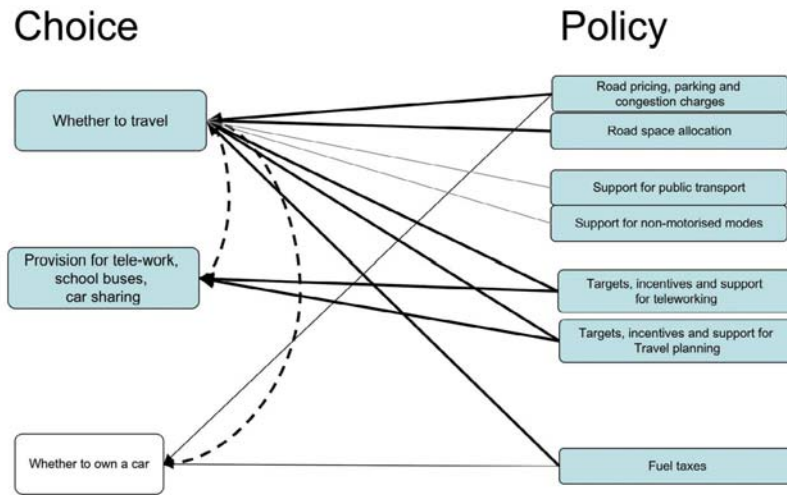 Choice
Policy
Whether to travel
Provision for tele-work,
school buses,
car sharing
Whether to own a car
Road pricing, parking and
congestion charges
Road space allocation
Support for public transport
Support for non-motorised modes
Targets, incentives and support
for teleworking
Targets, incentives and support for
Travel planning
Fuel taxes